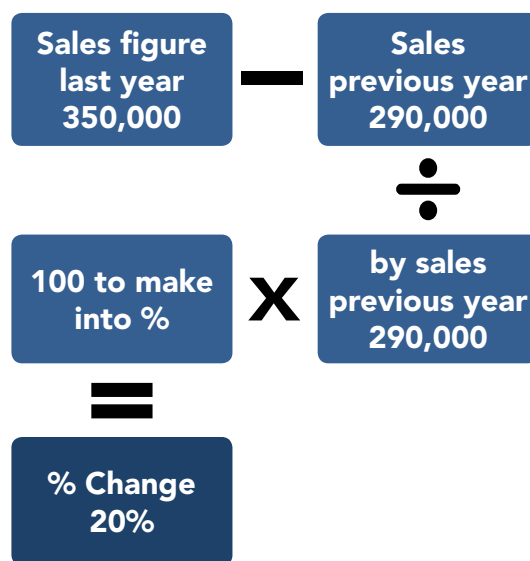 Sales figure
last year
350,000
—
Sales
previous year
290,000
÷
by sales
previous year
290,000
X
100 to make
into %
=
% Change
20%